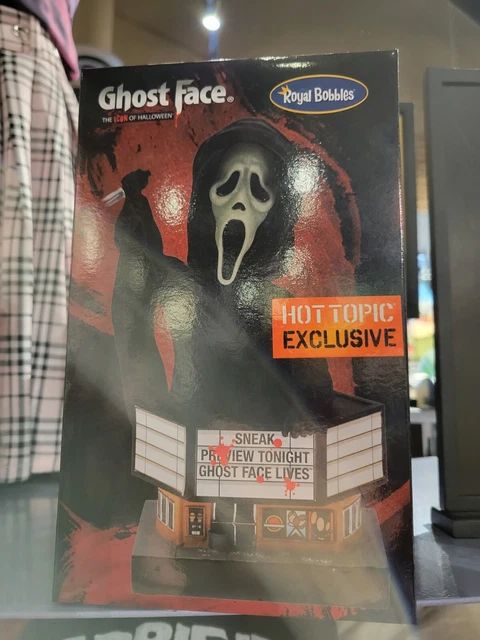 Ghost Face®
THE ICON OF HALLOWEEN
Royal Bobbles®
HOT TOPIC
EXCLUSIVE
SNEAK
PREVIEW TONIGHT
GHOST FACE LIVES